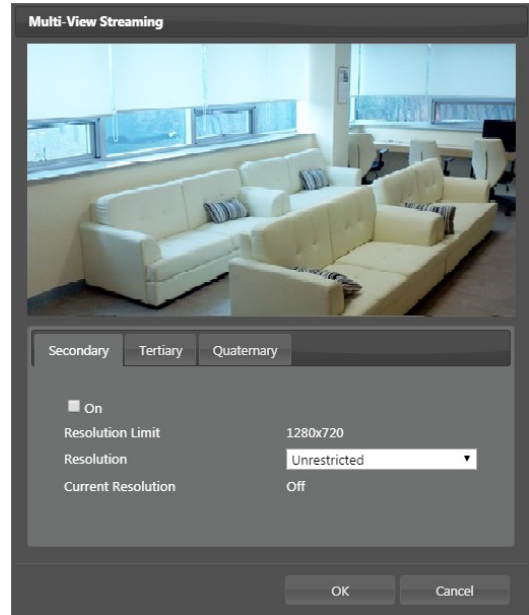 Multi-View Streaming
Secondary Tertiary Quaternary
On
Resolution Limit 1280x720
Resolution Unrestricted
Current Resolution Off
OK Cancel